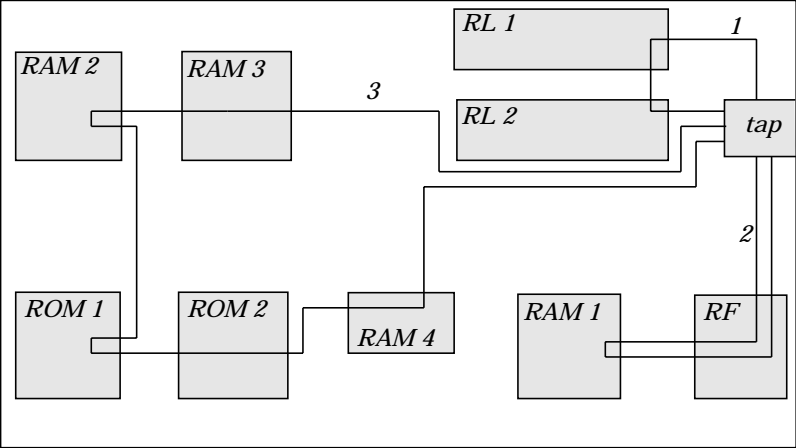 RL 1
1
RAM 2
RAM 3
3
RL 2
tap
2
ROM 1
ROM 2
RAM 4
RAM 1
RF